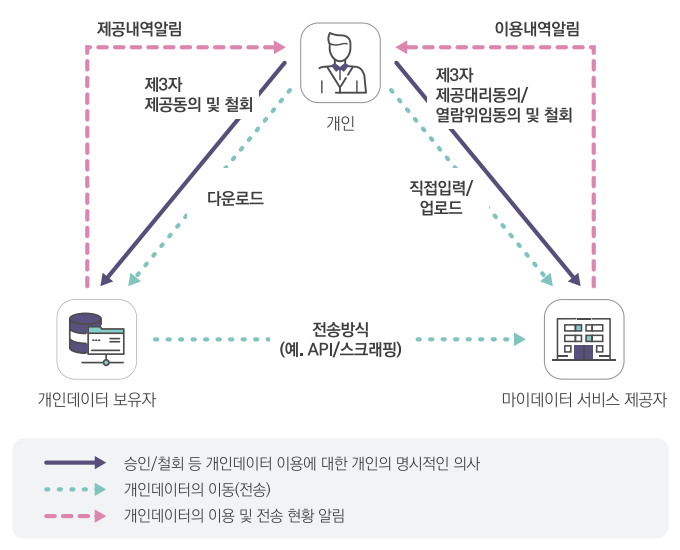 제공내역알림
이용내역알림
제3자
제공동의 및 철회
제3자
제공대리동의/
열람위임동의 및 철회
개인
다운로드
직접입력/
업로드
전송방식
(예. API/스크래핑)
개인데이터 보유자
마이데이터 서비스 제공자
승인/철회 등 개인데이터 이용에 대한 개인의 명시적인 의사
개인데이터의 이동(전송)
개인데이터의 이용 및 전송 현황 알림